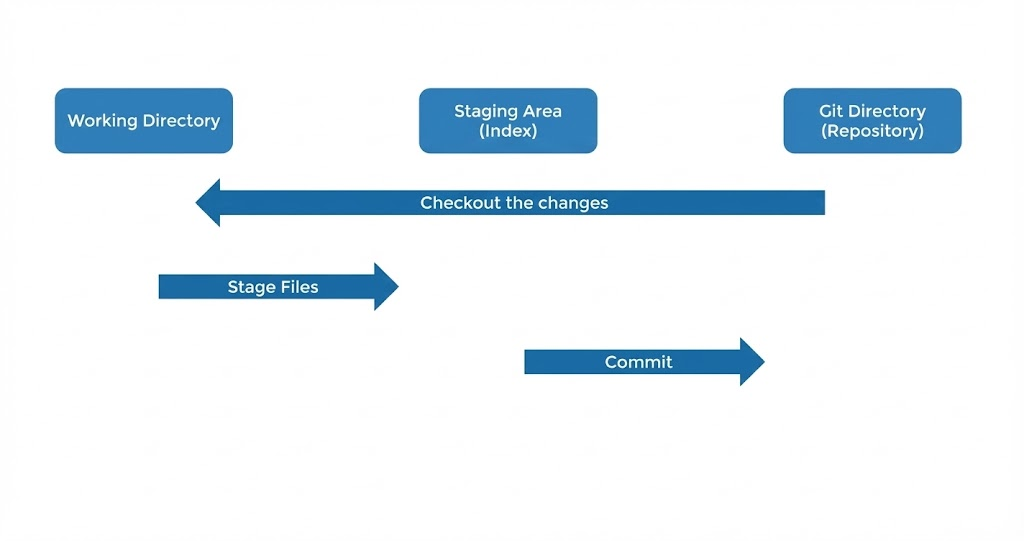 Working Directory
Staging Area
(Index)
Git Directory
(Repository)
Checkout the changes
Stage Files
Commit